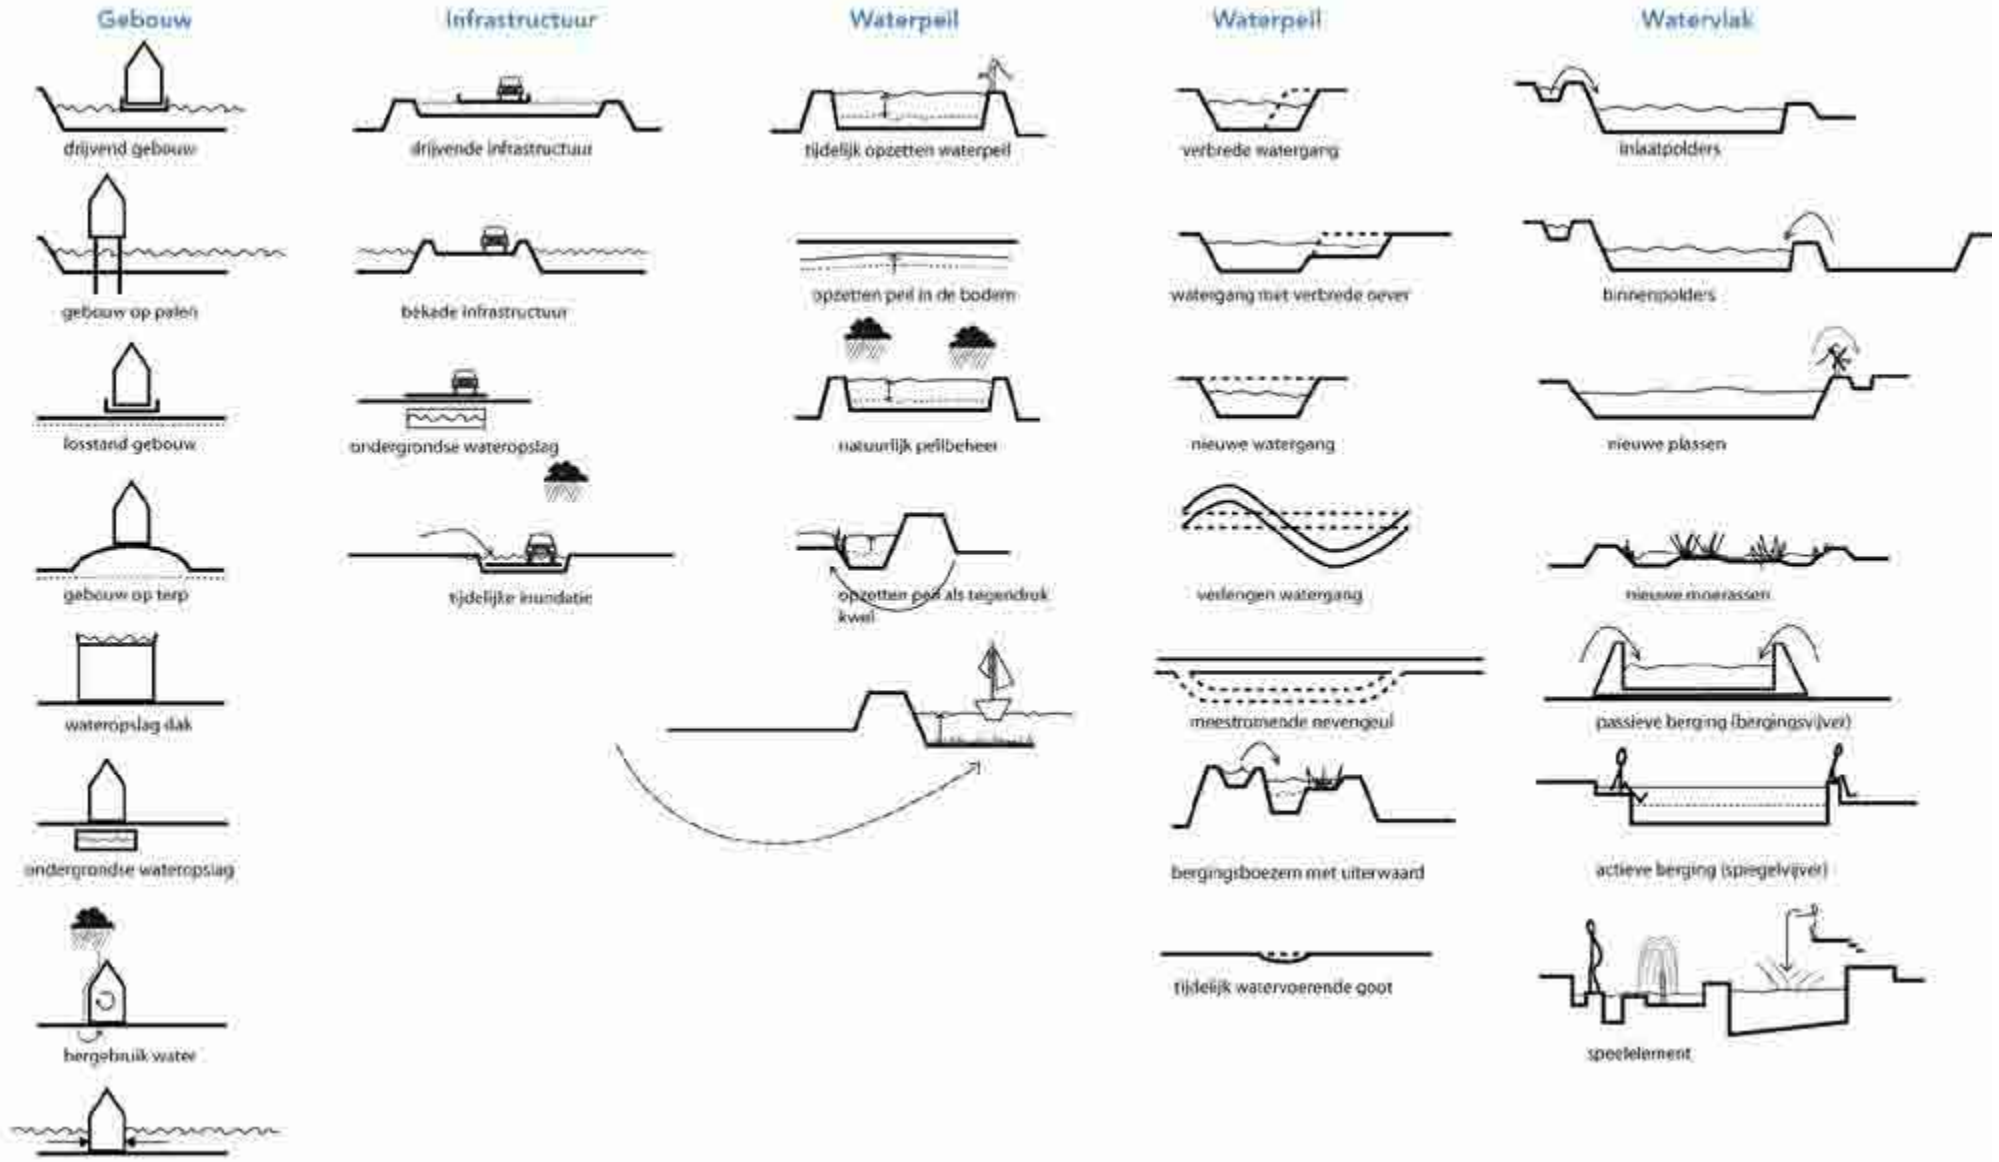 Gebouw
drijvend gebouw
gebouw op palen
losstand gebouw
gebouw op terp
wateropslag dak
ondergrondse wateropslag
hergebruik water
Infrastructuur
drijvende infrastructuur
bekade infrastructuur
ondergrondse wateropslag
tijdelijke inundatie
Waterpeil
tijdelijk opzetten waterpeil
opzetten peil in de bodem
natuurlijk peilbeheer
opzetten peil als tegendruk
kwel
Waterpeil
verbrede watergang
watergang met verbrede oever
nieuwe watergang
verlengen watergang
meestromende nevengeul
bergingsboezem met uiterwaard
tijdelijk watervoerende goot
Watervlak
inlaatpolders
binnenpolders
nieuwe plassen
nieuwe moerassen
passieve berging (bergingsvijver)
actieve berging (spiegelvijver)
speelelement